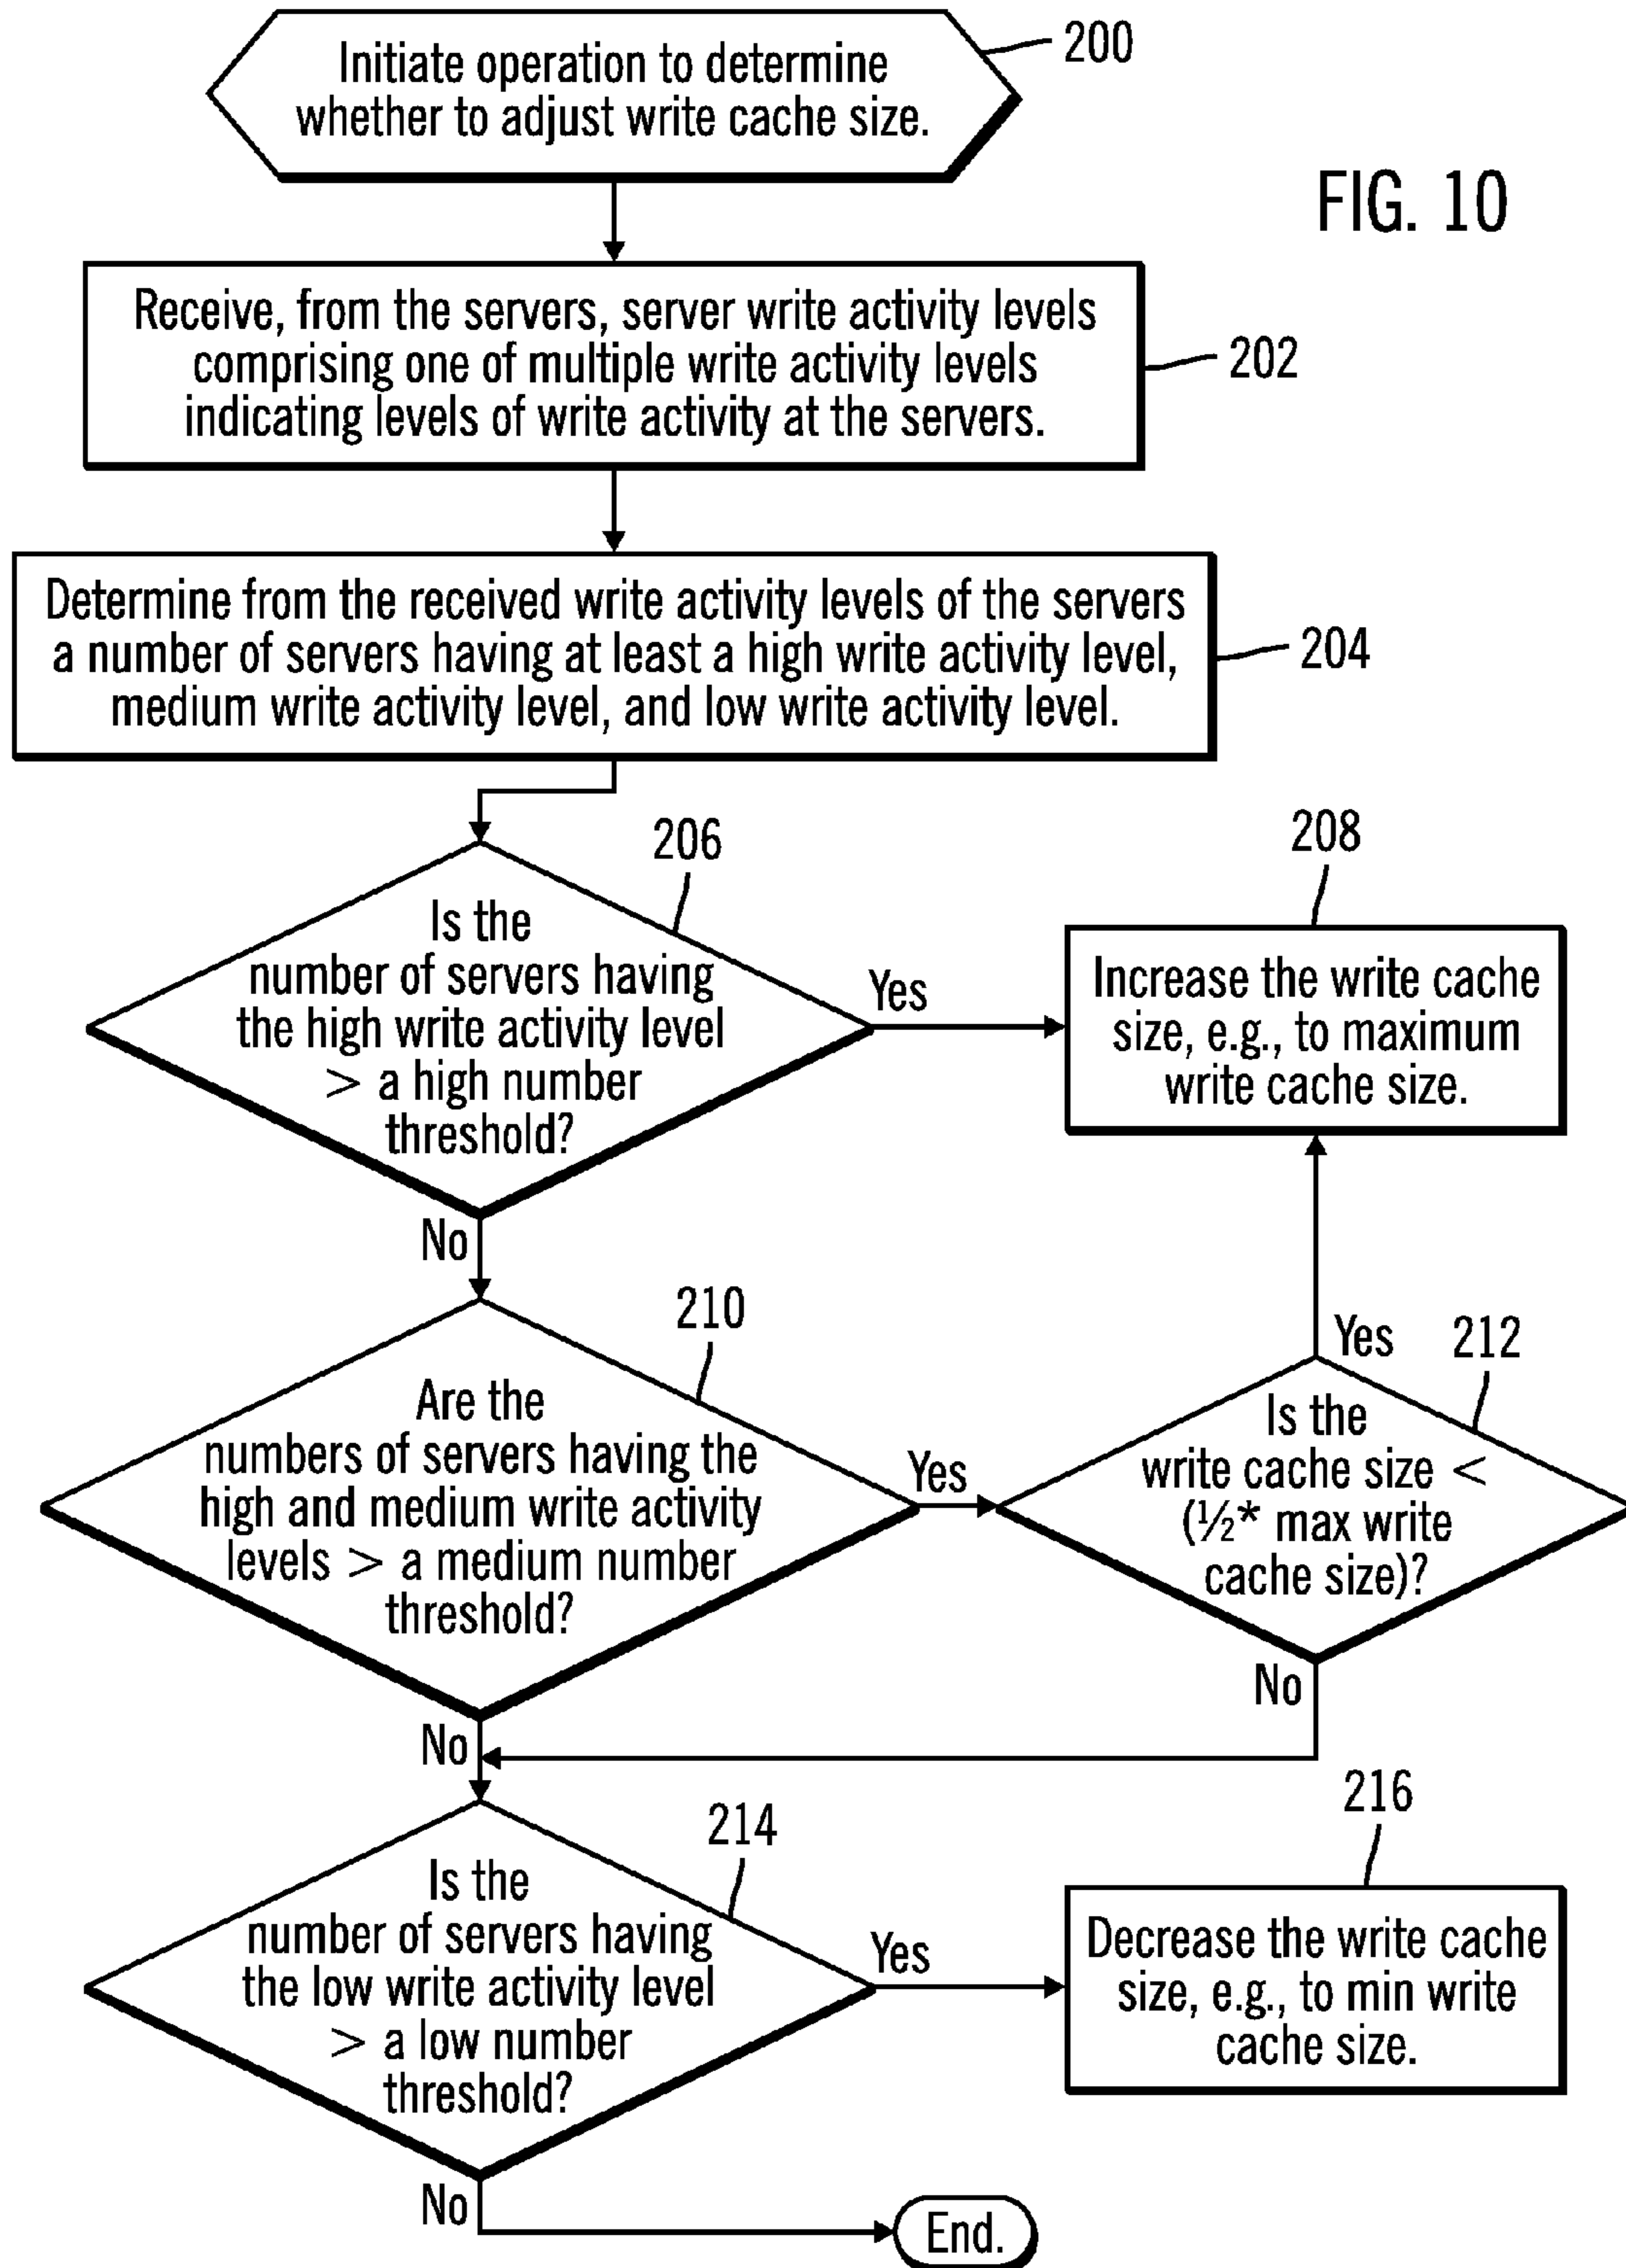 Initiate operation to determine
whether to adjust write cache size.
200
FIG. 10
Receive, from the servers, server write activity levels
comprising one of multiple write activity levels
indicating levels of write activity at the servers.
202
Determine from the received write activity levels of the servers
a number of servers having at least a high write activity level,
medium write activity level, and low write activity level.
204
206
Is the
number of servers having
the high write activity level
> a high number
threshold?
Yes
No
208
Increase the write cache
size, e.g., to maximum
write cache size.
210
Are the
numbers of servers having the
high and medium write activity
levels > a medium number
threshold?
Yes
No
212
Yes
Is the
write cache size <
(½* max write
cache size)?
No
214
Is the
number of servers having
the low write activity level
> a low number
threshold?
Yes
No
216
Decrease the write cache
size, e.g., to min write
cache size.
End.